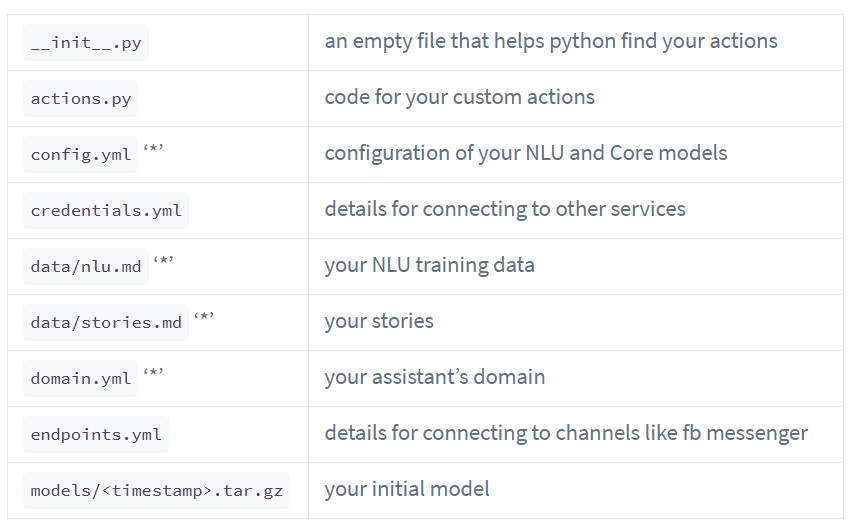 __init__.py an empty file that helps python find your actions
actions.py code for your custom actions
config.yml ‘*’ configuration of your NLU and Core models
credentials.yml details for connecting to other services
data/nlu.md ‘*’ your NLU training data
data/stories.md ‘*’ your stories
domain.yml ‘*’ your assistant’s domain
endpoints.yml details for connecting to channels like fb messenger
models/<timestamp>.tar.gz your initial model